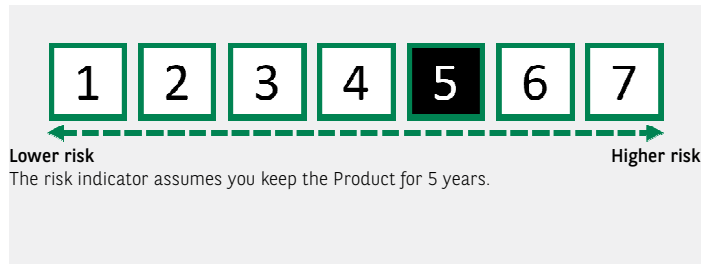 1 2 3 4 5 6 7
Lower risk Higher risk
The risk indicator assumes you keep the Product for 5 years.